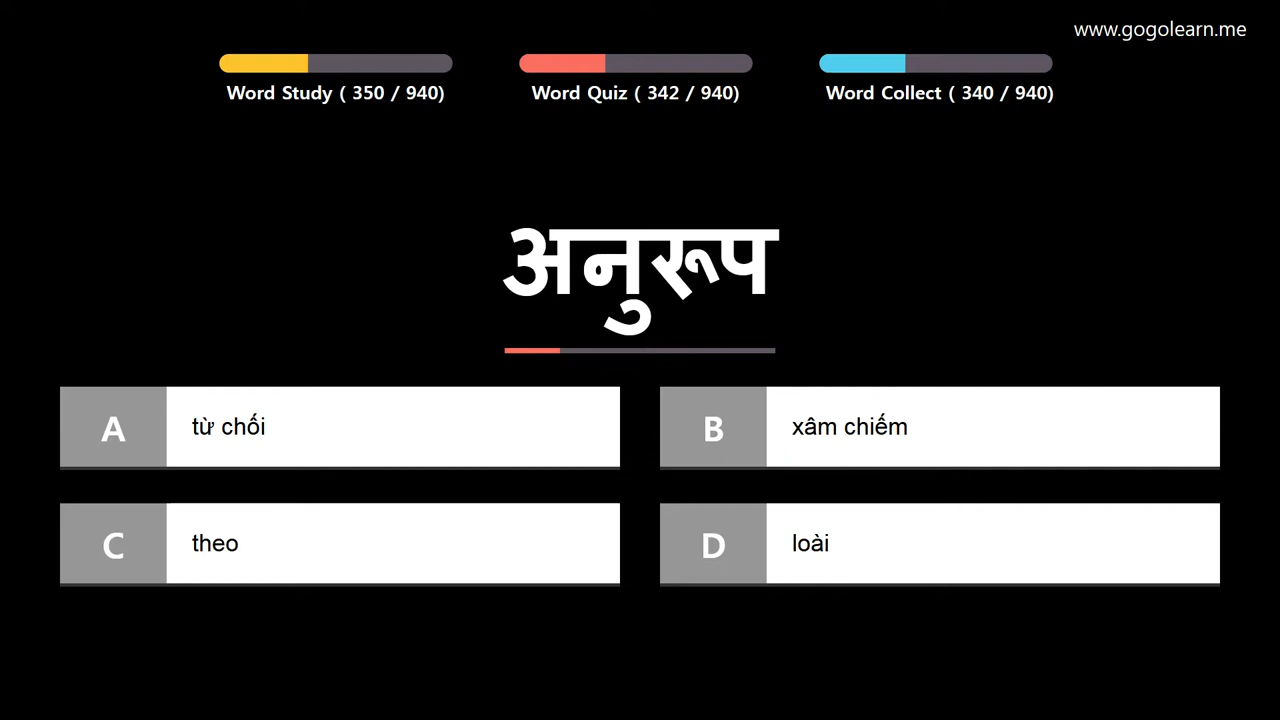 www.gogolearn.me
Word Study ( 350 / 940)
Word Quiz ( 342 / 940)
Word Collect ( 340 / 940)
अनुरूप
A
từ chối
B
xâm chiếm
C
theo
D
loài